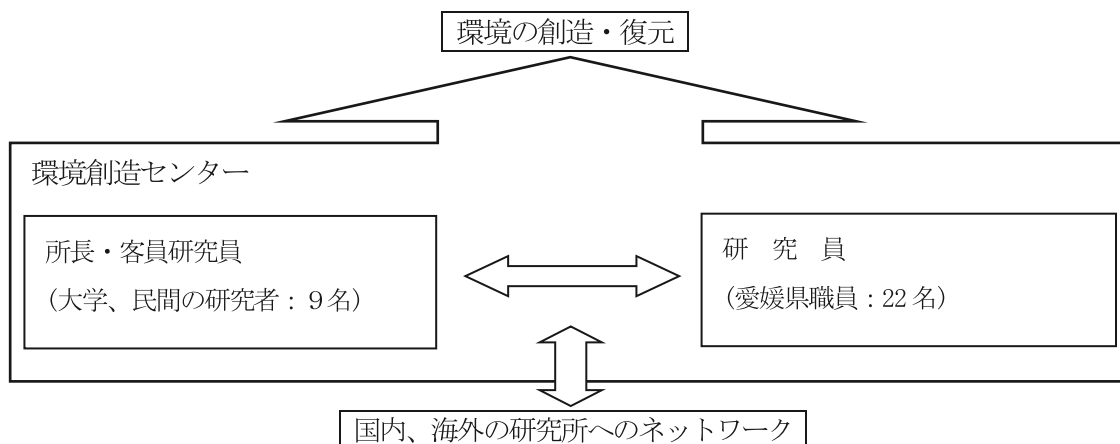 環境の創造・復元
環境創造センター
所長・客員研究員
(大学、民間の研究者：9名)
研　究　員
(愛媛県職員：22 名)
国内、海外の研究所へのネットワーク